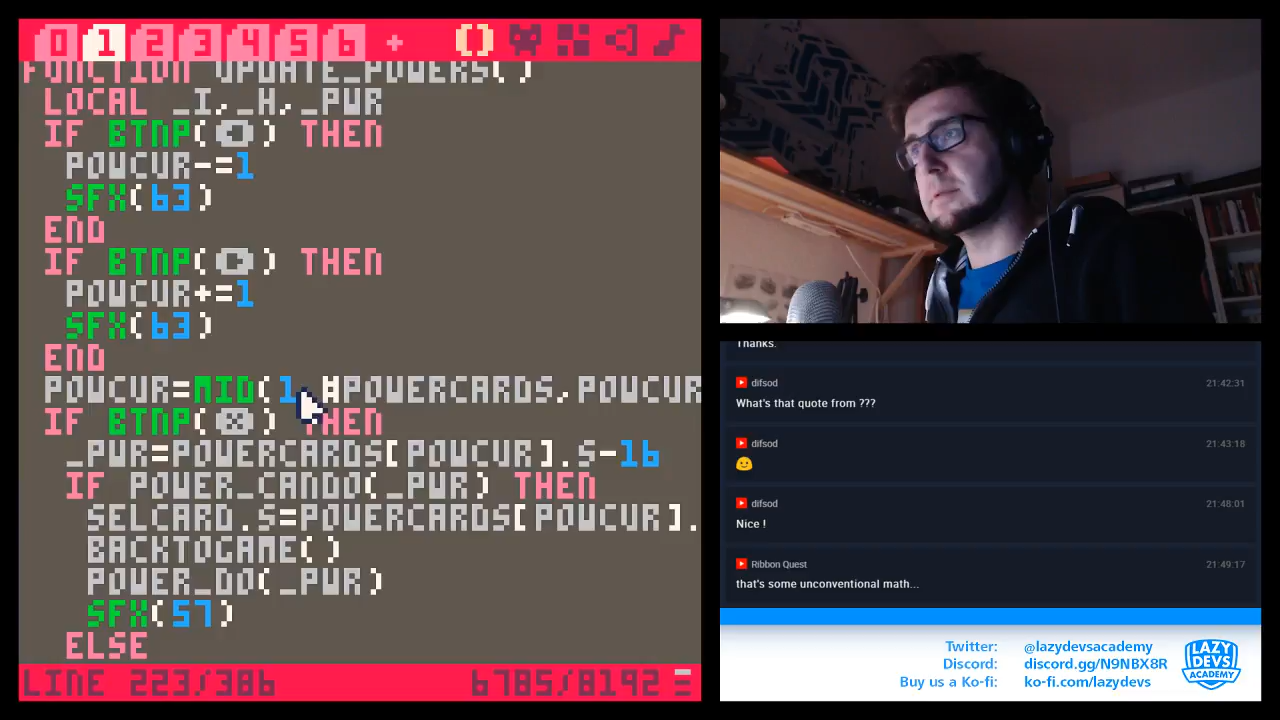 0 1 2 3 4 5 6 +
FUNCTION UPDATE_POWERS()
LOCAL _I,_H,_PWR
IF BTNP(⬅️) THEN
POWCUR-=1
SFX(63)
END
IF BTNP(➡️) THEN
POWCUR+=1
SFX(63)
END
POWCUR=MID(1,#POWERCARDS,POWCUR
IF BTNP(❎) THEN
_PWR=POWERCARDS[POWCUR].S-16
IF POWER_CANDO(_PWR) THEN
SELCARD.S=POWERCARDS[POWCUR].
BACKTOGAME()
POWER_DO(_PWR)
SFX(57)
ELSE
LINE 223/386
6785/8192
Thanks.
difsod 21:42:31
What's that quote from ???
difsod 21:43:18
🙂
difsod 21:48:01
Nice !
Ribbon Quest 21:49:17
that's some unconventional math...
Twitter: @lazydevsacademy
Discord: discord.gg/N9NBX8R
Buy us a Ko-fi: ko-fi.com/lazydevs
LAZY
DEVS
ACADEMY